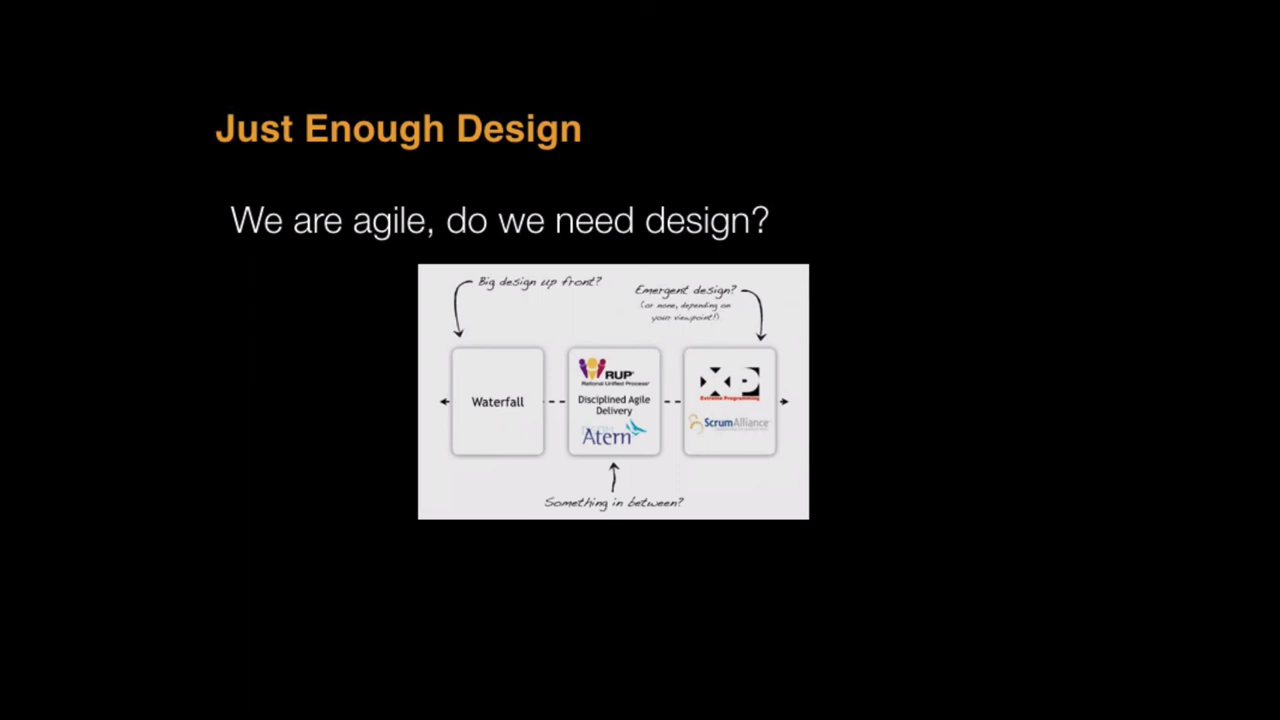 Just Enough Design
We are agile, do we need design?
Big design up front?
Emergent design?
(or none, depending on
your viewpoint!)
RUP
Rational Unified Process
Waterfall
Disciplined Agile
Delivery
Atern
XP
Extreme Programming
ScrumAlliance
Something in between?